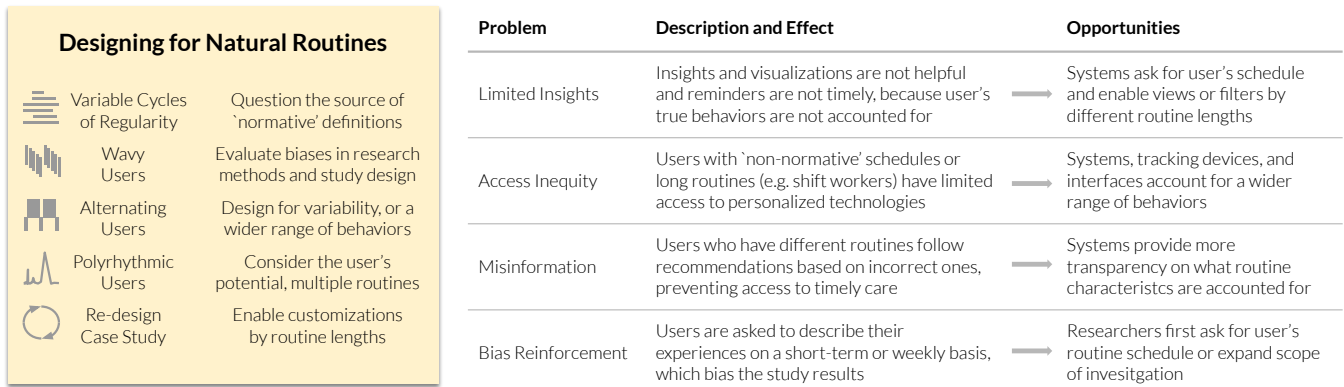 Designing for Natural Routines
Variable Cycles
of Regularity
Question the source of
`normative' definitions
Wavy
Users
Evaluate biases in research
methods and study design
Alternating
Users
Design for variability, or a
wider range of behaviors
Polyrhythmic
Users
Consider the user's
potential, multiple routines
Re-design
Case Study
Enable customizations
by routine lengths
Problem
Description and Effect
Opportunities
Limited Insights
Insights and visualizations are not helpful
and reminders are not timely, because user's
true behaviors are not accounted for
Systems ask for user's schedule
and enable views or filters by
different routine lengths
Access Inequity
Users with `non-normative' schedules or
long routines (e.g. shift workers) have limited
access to personalized technologies
Systems, tracking devices, and
interfaces account for a wider
range of behaviors
Misinformation
Users who have different routines follow
recommendations based on incorrect ones,
preventing access to timely care
Systems provide more
transparency on what routine
characteristcs are accounted for
Bias Reinforcement
Users are asked to describe their
experiences on a short-term or weekly basis,
which bias the study results
Researchers first ask for user's
routine schedule or expand scope
of invesitgation